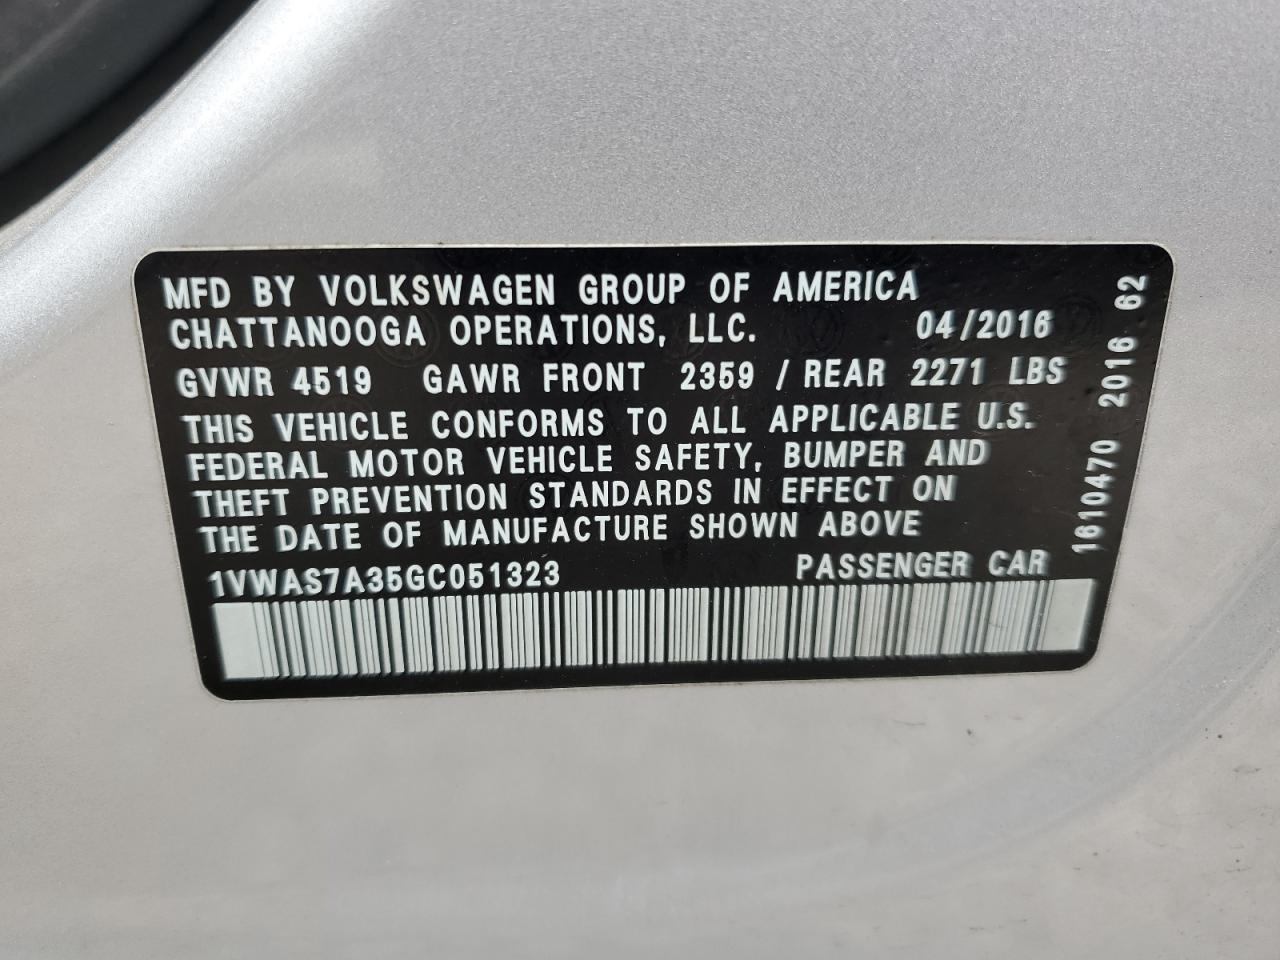 MFD BY VOLKSWAGEN GROUP OF AMERICA
CHATTANOOGA OPERATIONS, LLC. 04/2016
GVWR 4519 GAWR FRONT 2359 / REAR 2271 LBS
THIS VEHICLE CONFORMS TO ALL APPLICABLE U.S.
FEDERAL MOTOR VEHICLE SAFETY, BUMPER AND
THEFT PREVENTION STANDARDS IN EFFECT ON
THE DATE OF MANUFACTURE SHOWN ABOVE
1VWAS7A35GC051323 PASSENGER CAR
1610470 2016 62